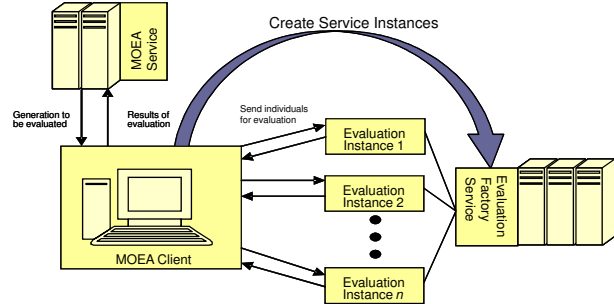 Create Service Instances
MOEA
Service
Generation to
be evaluated
Results of
evaluation
Send individuals
for evaluation
Evaluation
Instance 1
Evaluation
Instance 2
Evaluation
Instance n
Evaluation
Factory
Service
MOEA Client